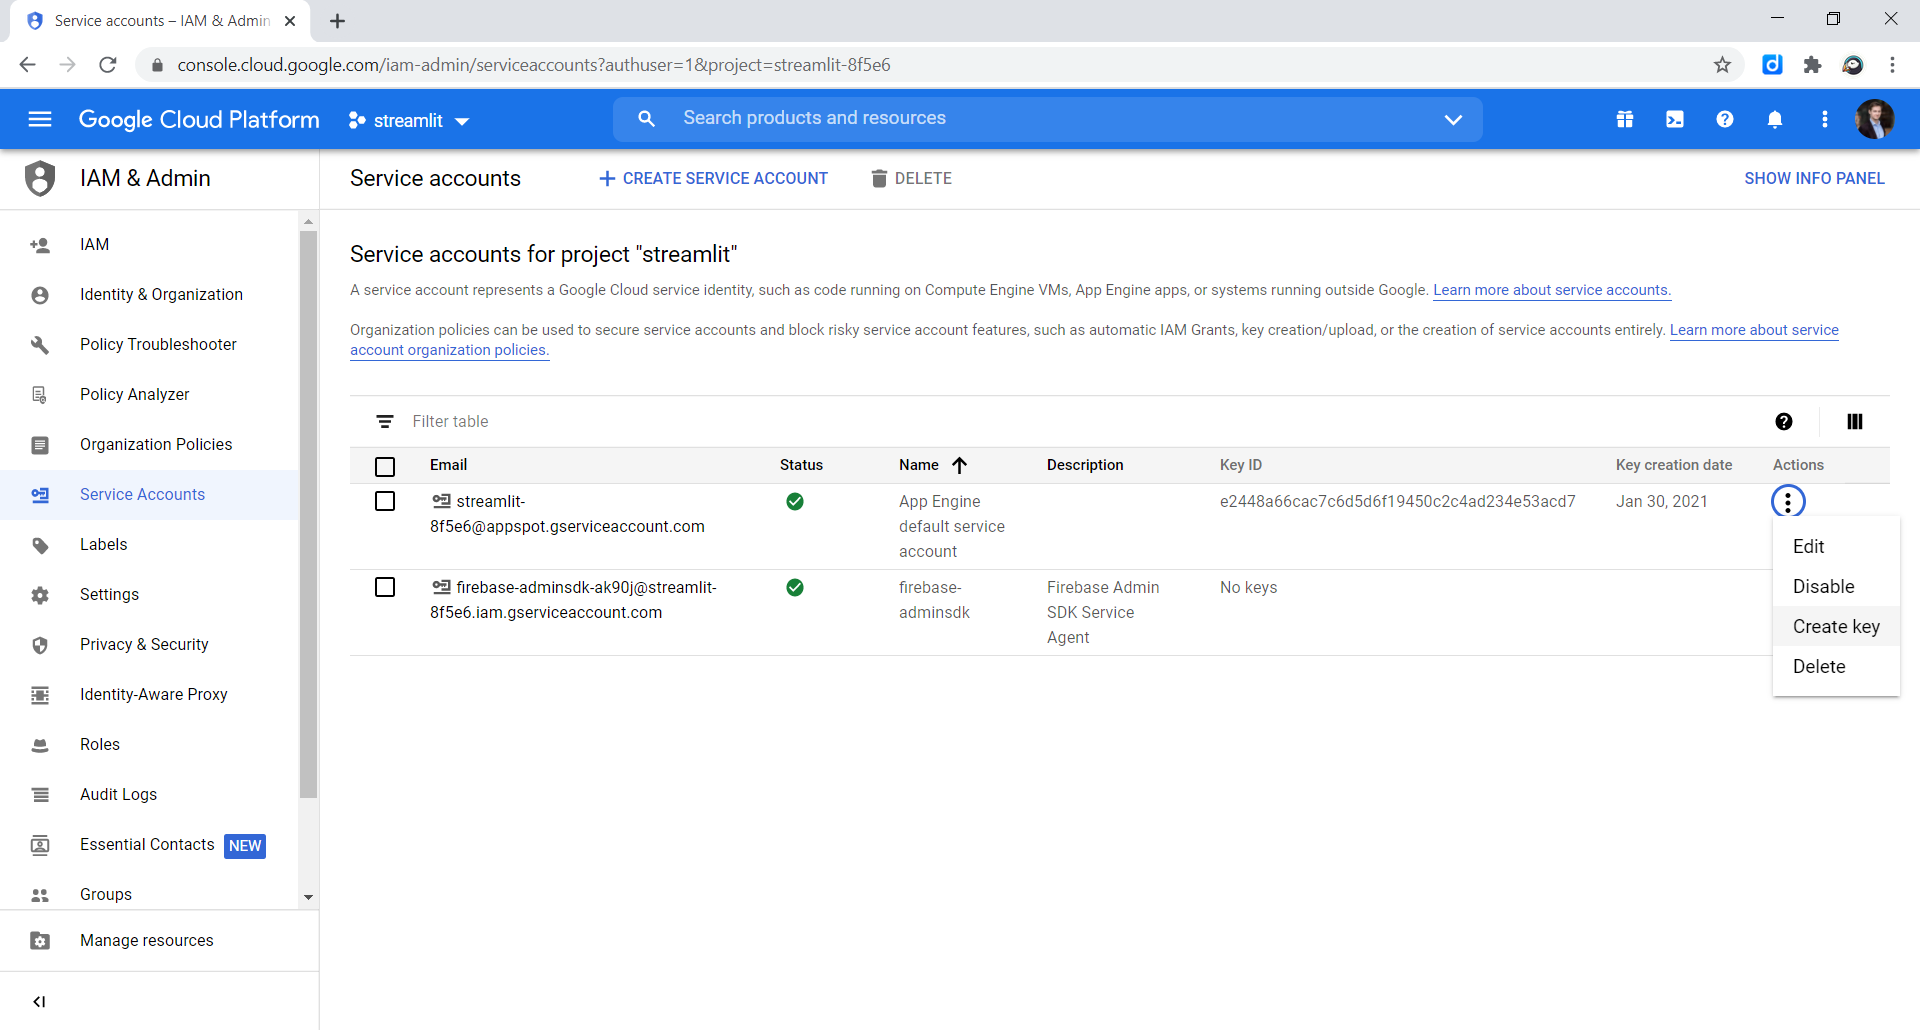 Service accounts – IAM & Admin
console.cloud.google.com/iam-admin/serviceaccounts?authuser=1&project=streamlit-8f5e6
Google Cloud Platform
streamlit
Search products and resources
IAM & Admin
Service accounts
CREATE SERVICE ACCOUNT
DELETE
SHOW INFO PANEL
IAM
Identity & Organization
Policy Troubleshooter
Policy Analyzer
Organization Policies
Service Accounts
Labels
Settings
Privacy & Security
Identity-Aware Proxy
Roles
Audit Logs
Essential Contacts NEW
Groups
Manage resources
Service accounts for project "streamlit"
A service account represents a Google Cloud service identity, such as code running on Compute Engine VMs, App Engine apps, or systems running outside Google. Learn more about service accounts.
Organization policies can be used to secure service accounts and block risky service account features, such as automatic IAM Grants, key creation/upload, or the creation of service accounts entirely. Learn more about service
account organization policies.
Filter table
Email Status Name Description Key ID Key creation date Actions
streamlit- App Engine e2448a66cac7c6d5d6f19450c2c4ad234e53acd7 Jan 30, 2021
8f5e6@appspot.gserviceaccount.com default service
account
firebase-adminsdk-ak90j@streamlit- firebase- Firebase Admin No keys
8f5e6.iam.gserviceaccount.com adminsdk SDK Service
Agent
Edit
Disable
Create key
Delete